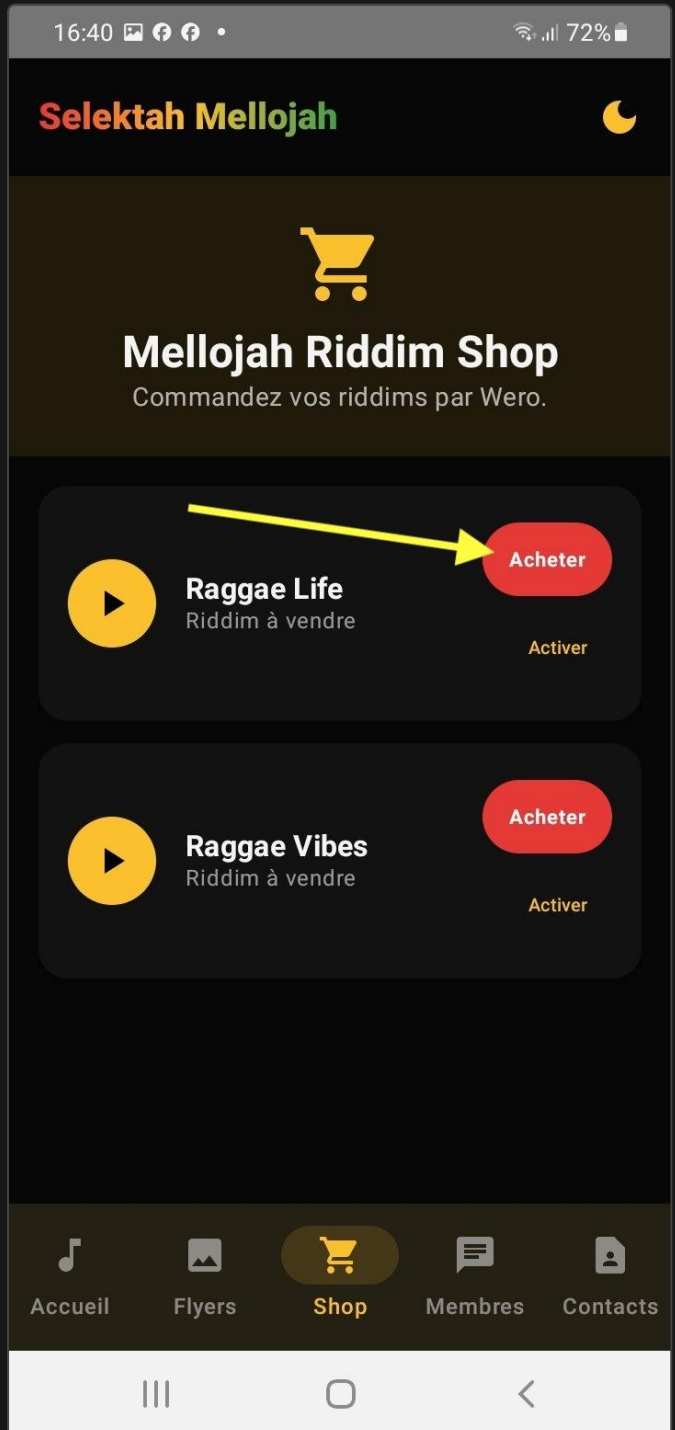 16:40
72%
Selektah Mellojah
Mellojah Riddim Shop
Commandez vos riddims par Wero.
Raggae Life
Riddim à vendre
Acheter
Activer
Raggae Vibes
Riddim à vendre
Acheter
Activer
Accueil
Flyers
Shop
Membres
Contacts